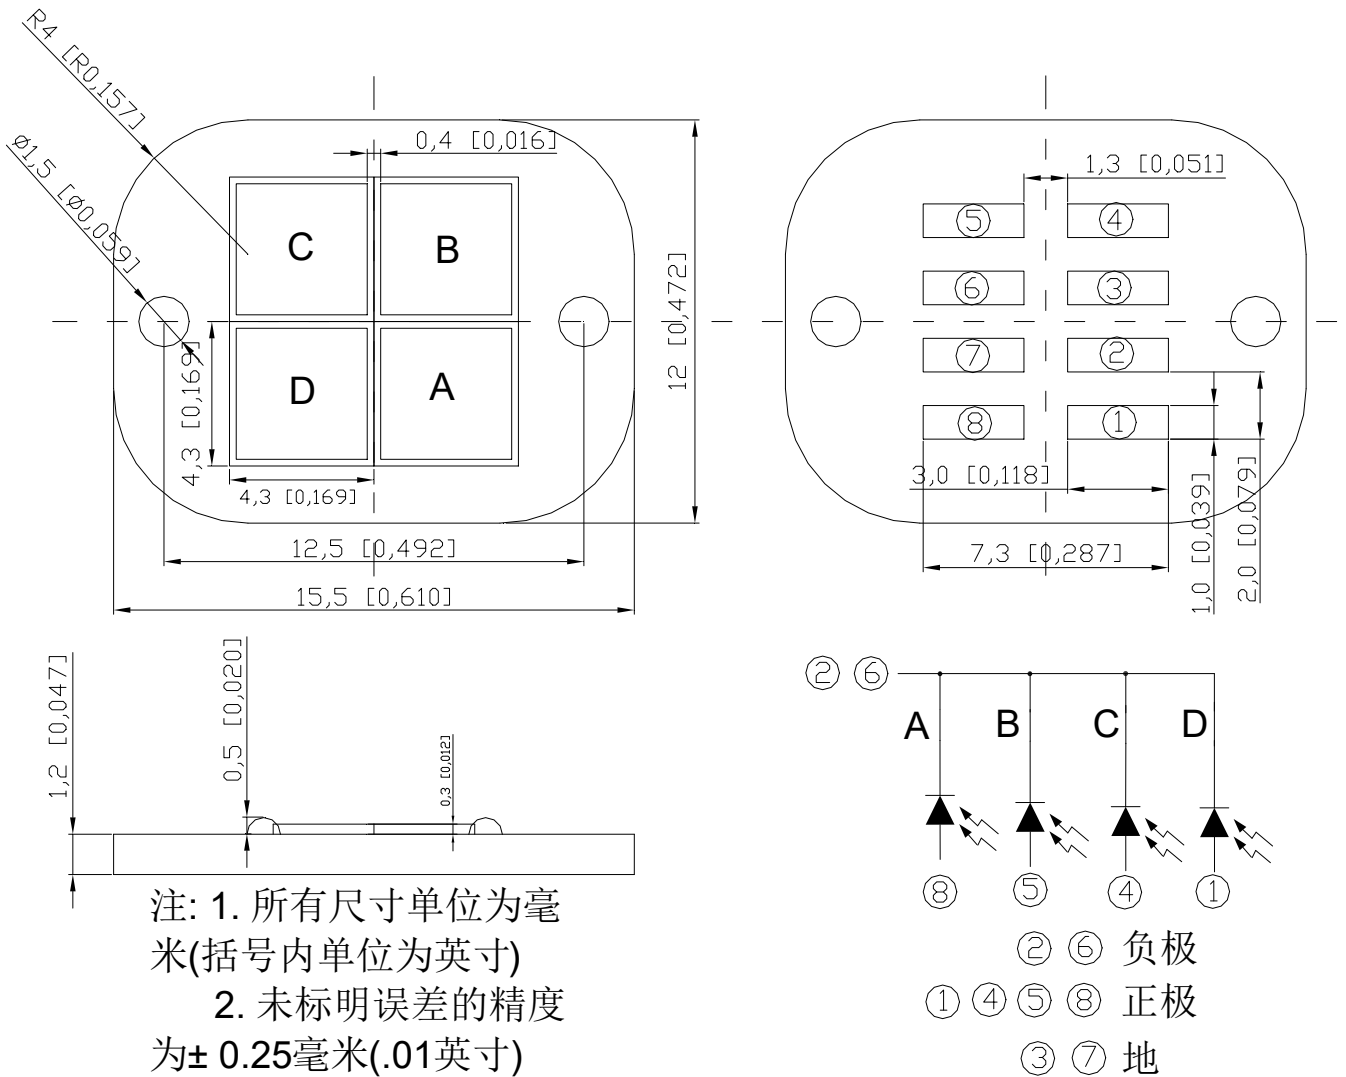 R4 [R0,157]
Ø1,5 [Ø0,059]
0,4 [0,016]
C
B
D
A
4,3 [0,169]
4,3 [0,169]
12 [0,472]
12,5 [0,492]
15,5 [0,610]
1,3 [0,051]
⑤ ④
⑥ ③
⑦ ②
⑧ ①
3,0 [0,118]
7,3 [0,287]
1,0 [0,039]
2,0 [0,079]
1,2 [0,047]
0,5 [0,020]
0,3 [0,012]
② ⑥
A B C D
⑧ ⑤ ④ ①
② ⑥ 负极
① ④ ⑤ ⑧ 正极
③ ⑦ 地
注: 1. 所有尺寸单位为毫
米(括号内单位为英寸)
2. 未标明误差的精度
为± 0.25毫米(.01英寸)